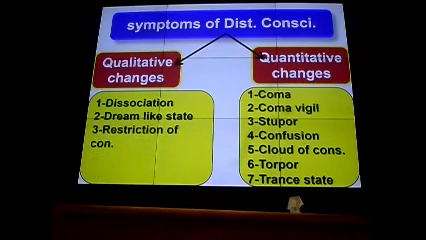 symptoms of Dist. Consci.
Qualitative
changes
Quantitative
changes
1-Dissociation
2-Dream like state
3-Restriction of
con.
1-Coma
2-Coma vigil
3-Stupor
4-Confusion
5-Cloud of cons.
6-Torpor
7-Trance state